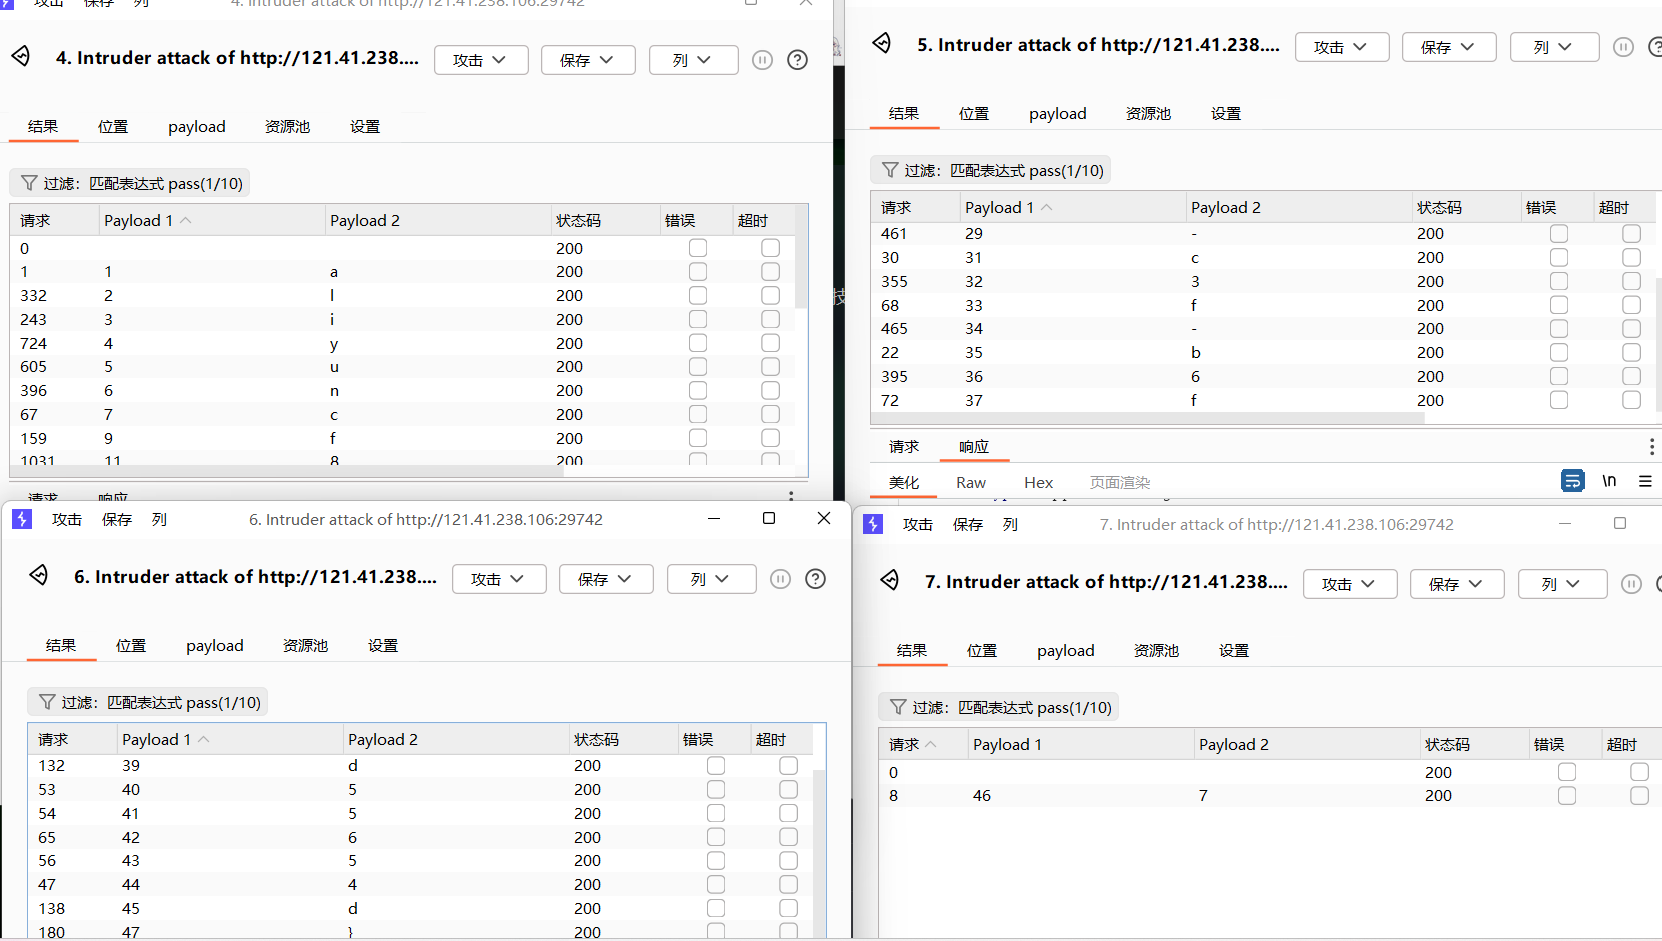 攻击 保存 列 4. Intruder attack of http://121.41.238.106:29742
4. Intruder attack of http://121.41.238.... 攻击 保存 列
结果 位置 payload 资源池 设置
过滤：匹配表达式 pass(1/10)
请求 Payload 1 Payload 2 状态码 错误 超时
0 200
1 1 a 200
332 2 l 200
243 3 i 200
724 4 y 200
605 5 u 200
396 6 n 200
67 7 c 200
159 9 f 200
1031 11 8 200
请求 响应
5. Intruder attack of http://121.41.238.... 攻击 保存 列
结果 位置 payload 资源池 设置
过滤：匹配表达式 pass(1/10)
请求 Payload 1 Payload 2 状态码 错误 超时
461 29 - 200
30 31 c 200
355 32 3 200
68 33 f 200
465 34 - 200
22 35 b 200
395 36 6 200
72 37 f 200
请求 响应
美化 Raw Hex 页面渲染 \n
攻击 保存 列 6. Intruder attack of http://121.41.238.106:29742
6. Intruder attack of http://121.41.238.... 攻击 保存 列
结果 位置 payload 资源池 设置
过滤：匹配表达式 pass(1/10)
请求 Payload 1 Payload 2 状态码 错误 超时
132 39 d 200
53 40 5 200
54 41 5 200
65 42 6 200
56 43 5 200
47 44 4 200
138 45 d 200
180 47 } 200
攻击 保存 列 7. Intruder attack of http://121.41.238.106:29742
7. Intruder attack of http://121.41.238.... 攻击 保存 列
结果 位置 payload 资源池 设置
过滤：匹配表达式 pass(1/10)
请求 Payload 1 Payload 2 状态码 错误 超时
0 200
8 46 7 200